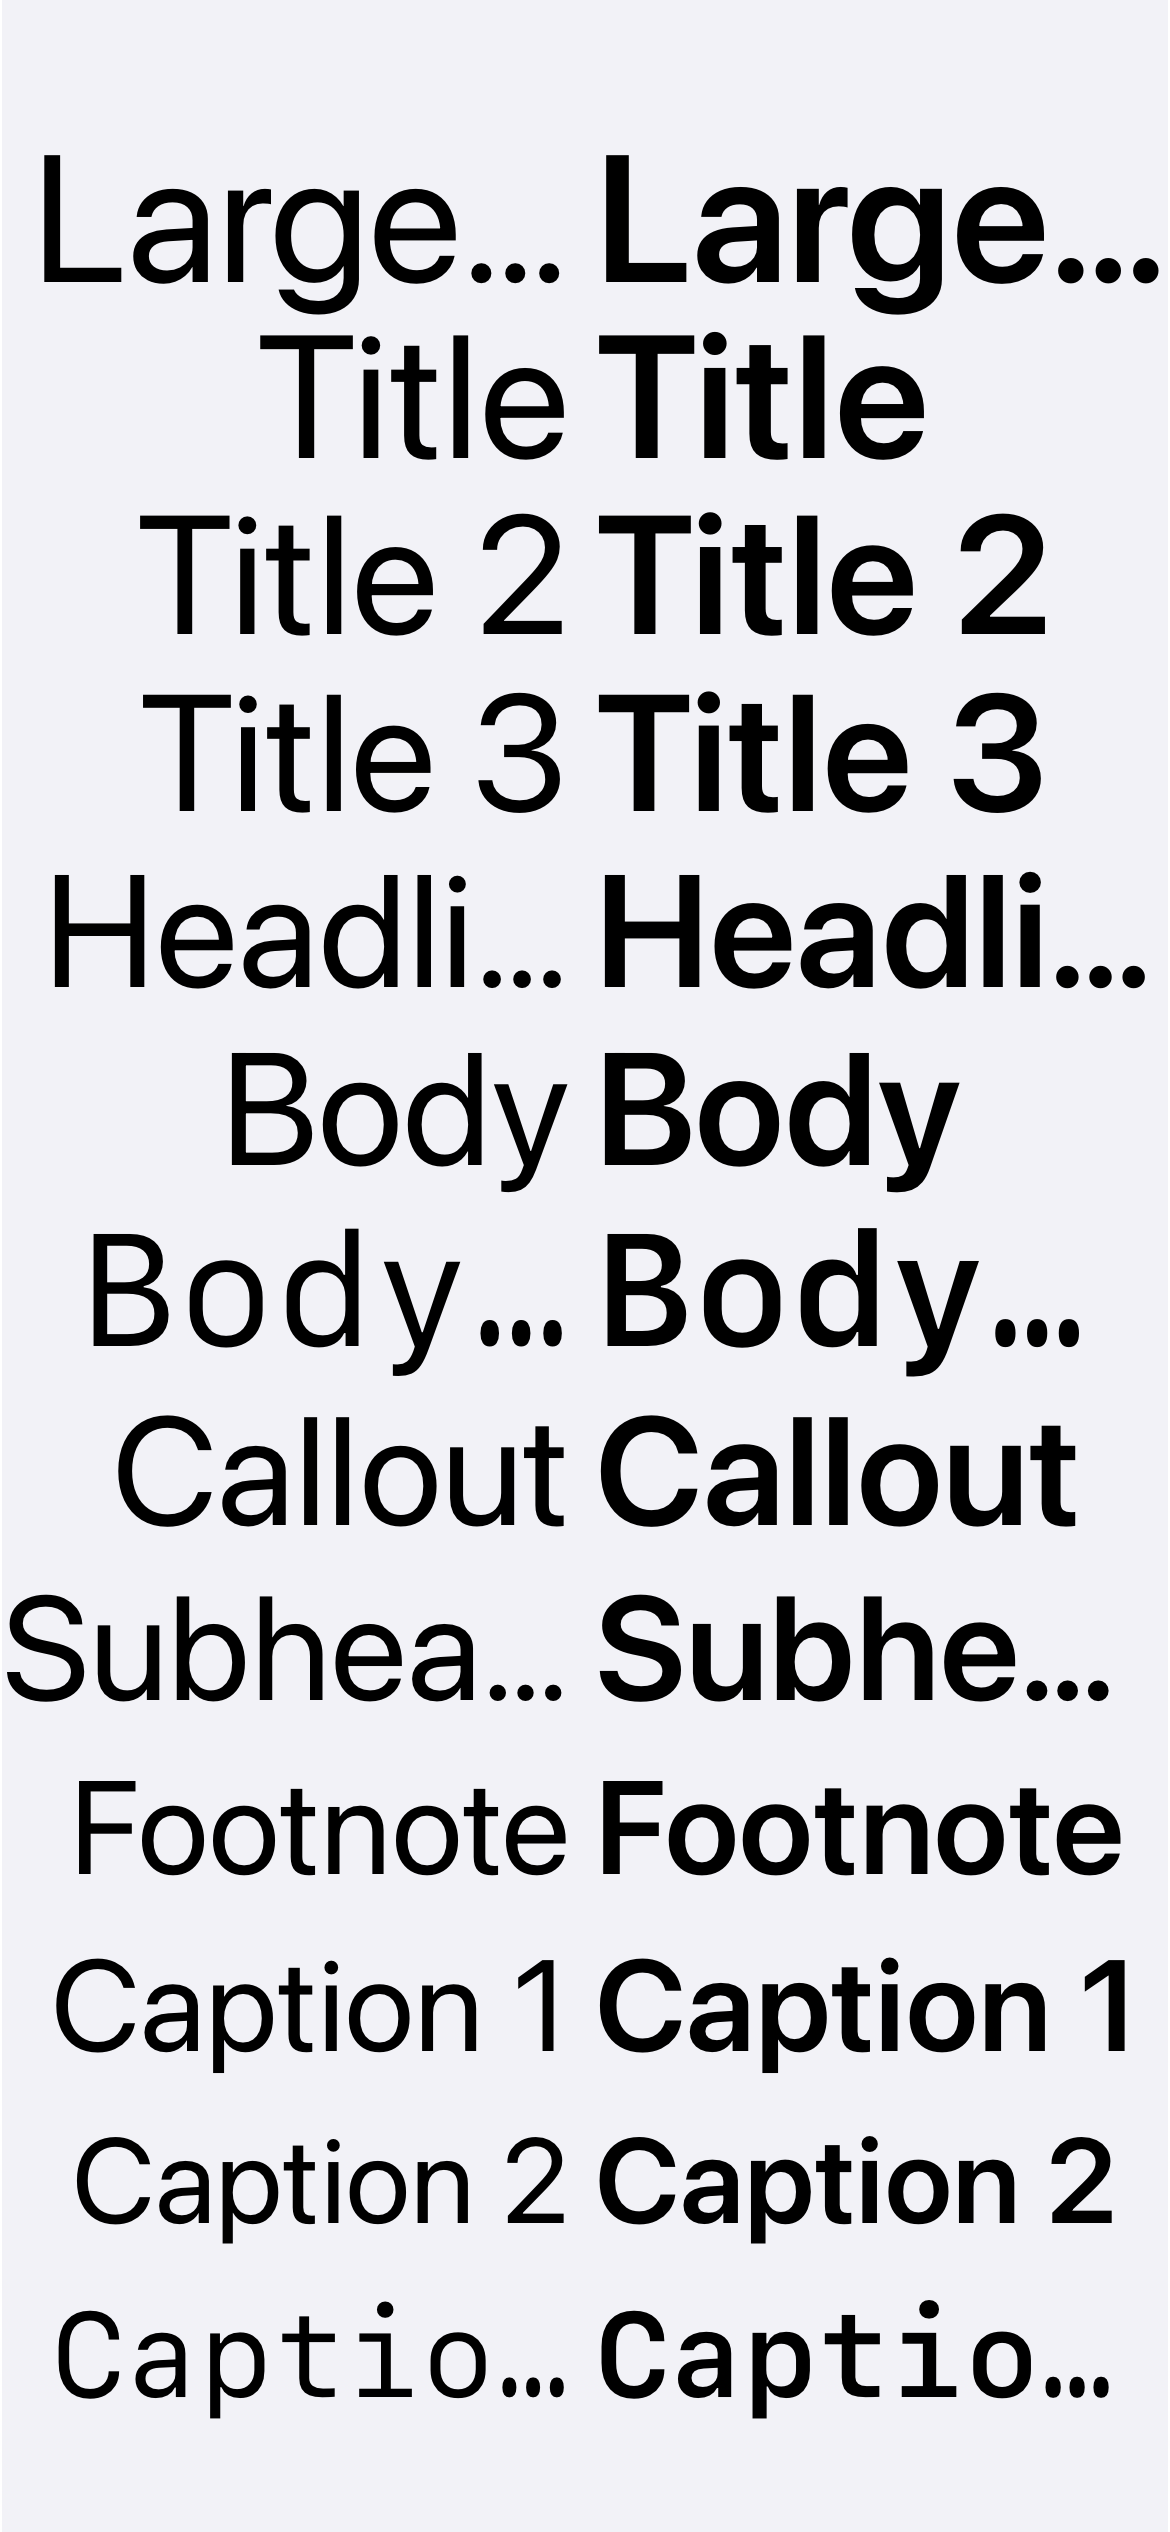 Large… Large…
Title Title
Title 2 Title 2
Title 3 Title 3
Headli… Headli…
Body Body
Body… Body…
Callout Callout
Subhea… Subhe…
Footnote Footnote
Caption 1 Caption 1
Caption 2 Caption 2
Captio… Captio…